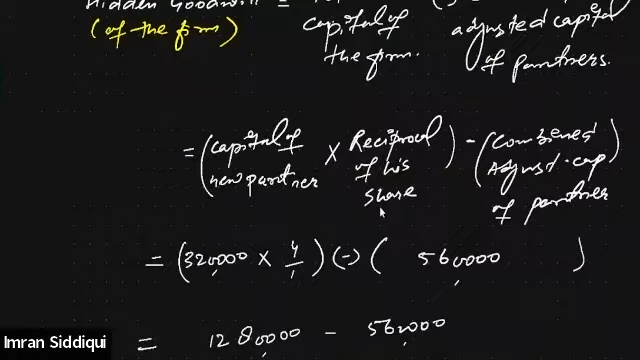 Hidden Goodwill =
(of the firm)
capital of
the firm.
adjusted capital
of partners.
= (capital of new partner × Reciprocal of his share) - (combined Adjust. cap of partner
= (320000 × 4/1) (-) ( 560000 )
= 1280000 - 560000
Imran Siddiqui